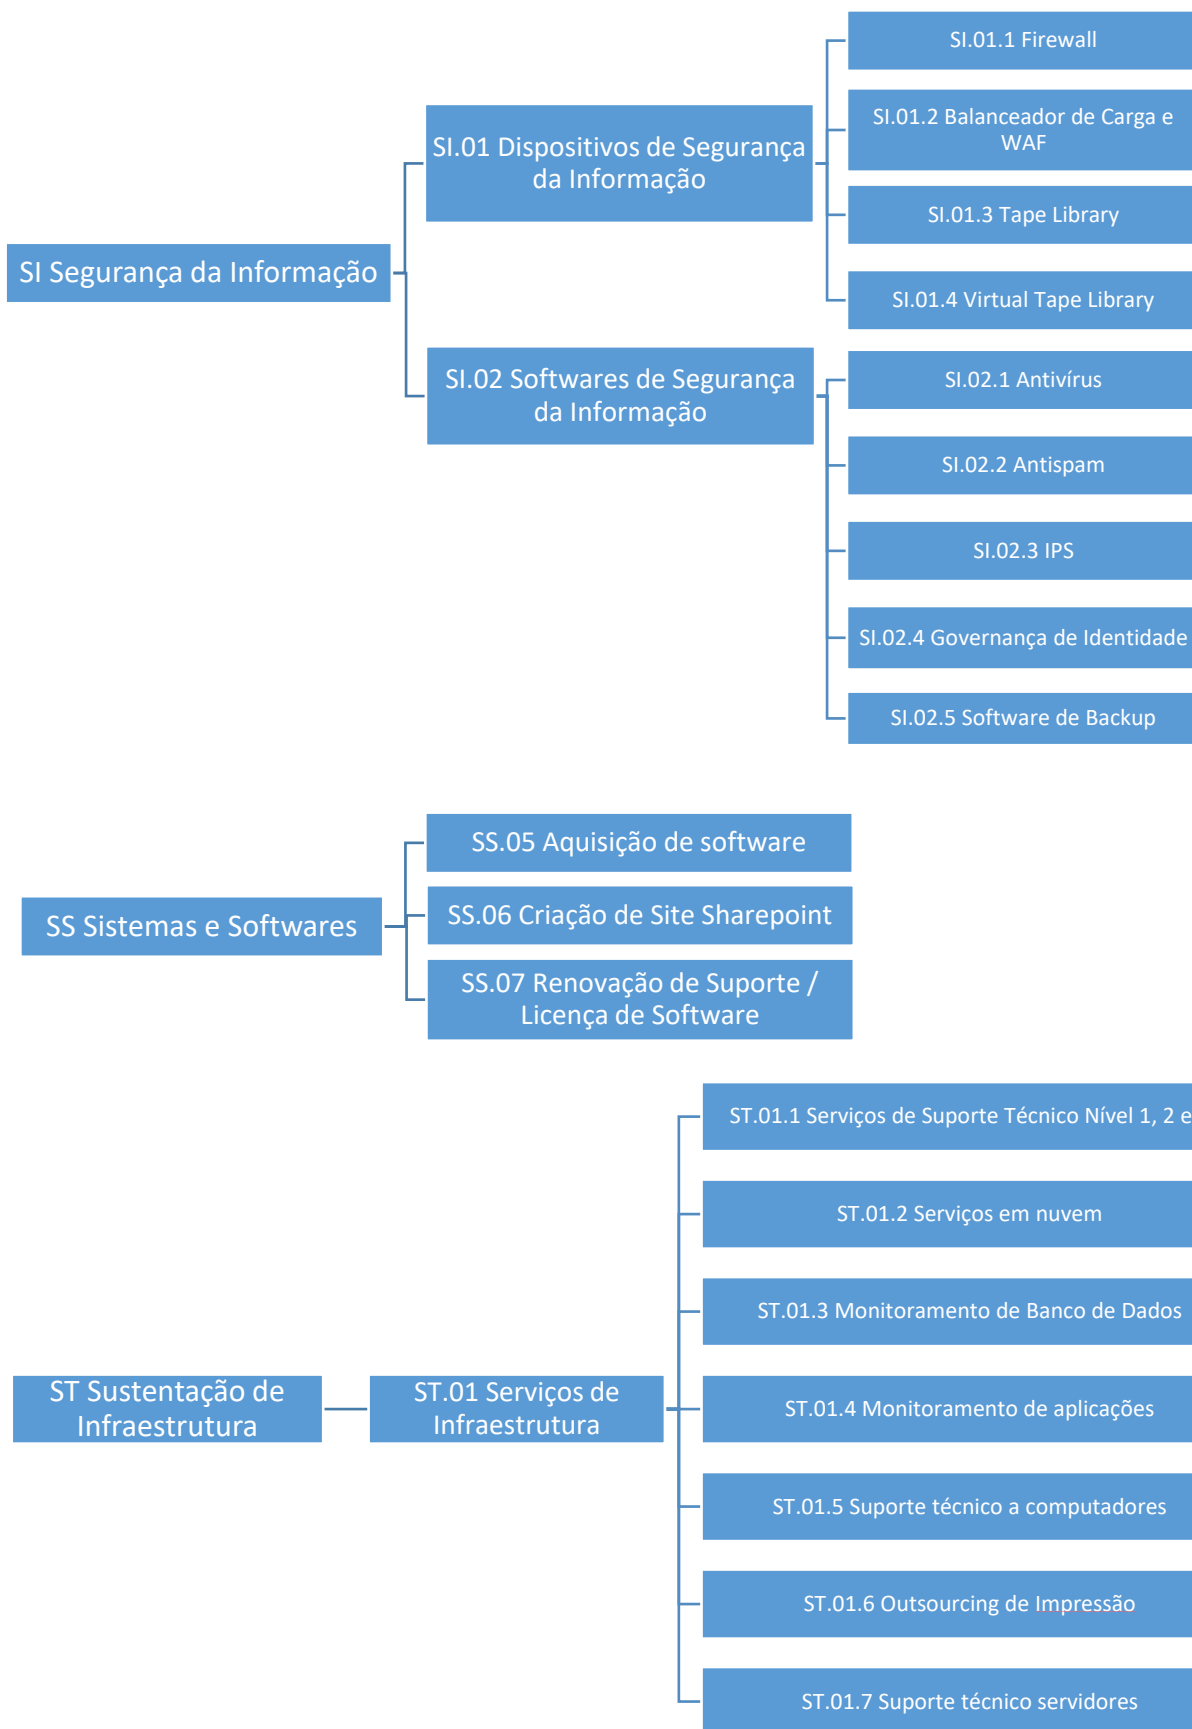 SI.01.1 Firewall
SI.01 Dispositivos de Segurança
da Informação
SI.01.2 Balanceador de Carga e
WAF
SI.01.3 Tape Library
SI Segurança da Informação
SI.01.4 Virtual Tape Library
SI.02 Softwares de Segurança
da Informação
SI.02.1 Antivírus
SI.02.2 Antispam
SI.02.3 IPS
SI.02.4 Governança de Identidade
SI.02.5 Software de Backup
SS.05 Aquisição de software
SS Sistemas e Softwares
SS.06 Criação de Site Sharepoint
SS.07 Renovação de Suporte /
Licença de Software
ST.01.1 Serviços de Suporte Técnico Nível 1, 2 e
ST.01.2 Serviços em nuvem
ST.01.3 Monitoramento de Banco de Dados
ST Sustentação de
Infraestrutura
ST.01 Serviços de
Infraestrutura
ST.01.4 Monitoramento de aplicações
ST.01.5 Suporte técnico a computadores
ST.01.6 Outsourcing de Impressão
ST.01.7 Suporte técnico servidores